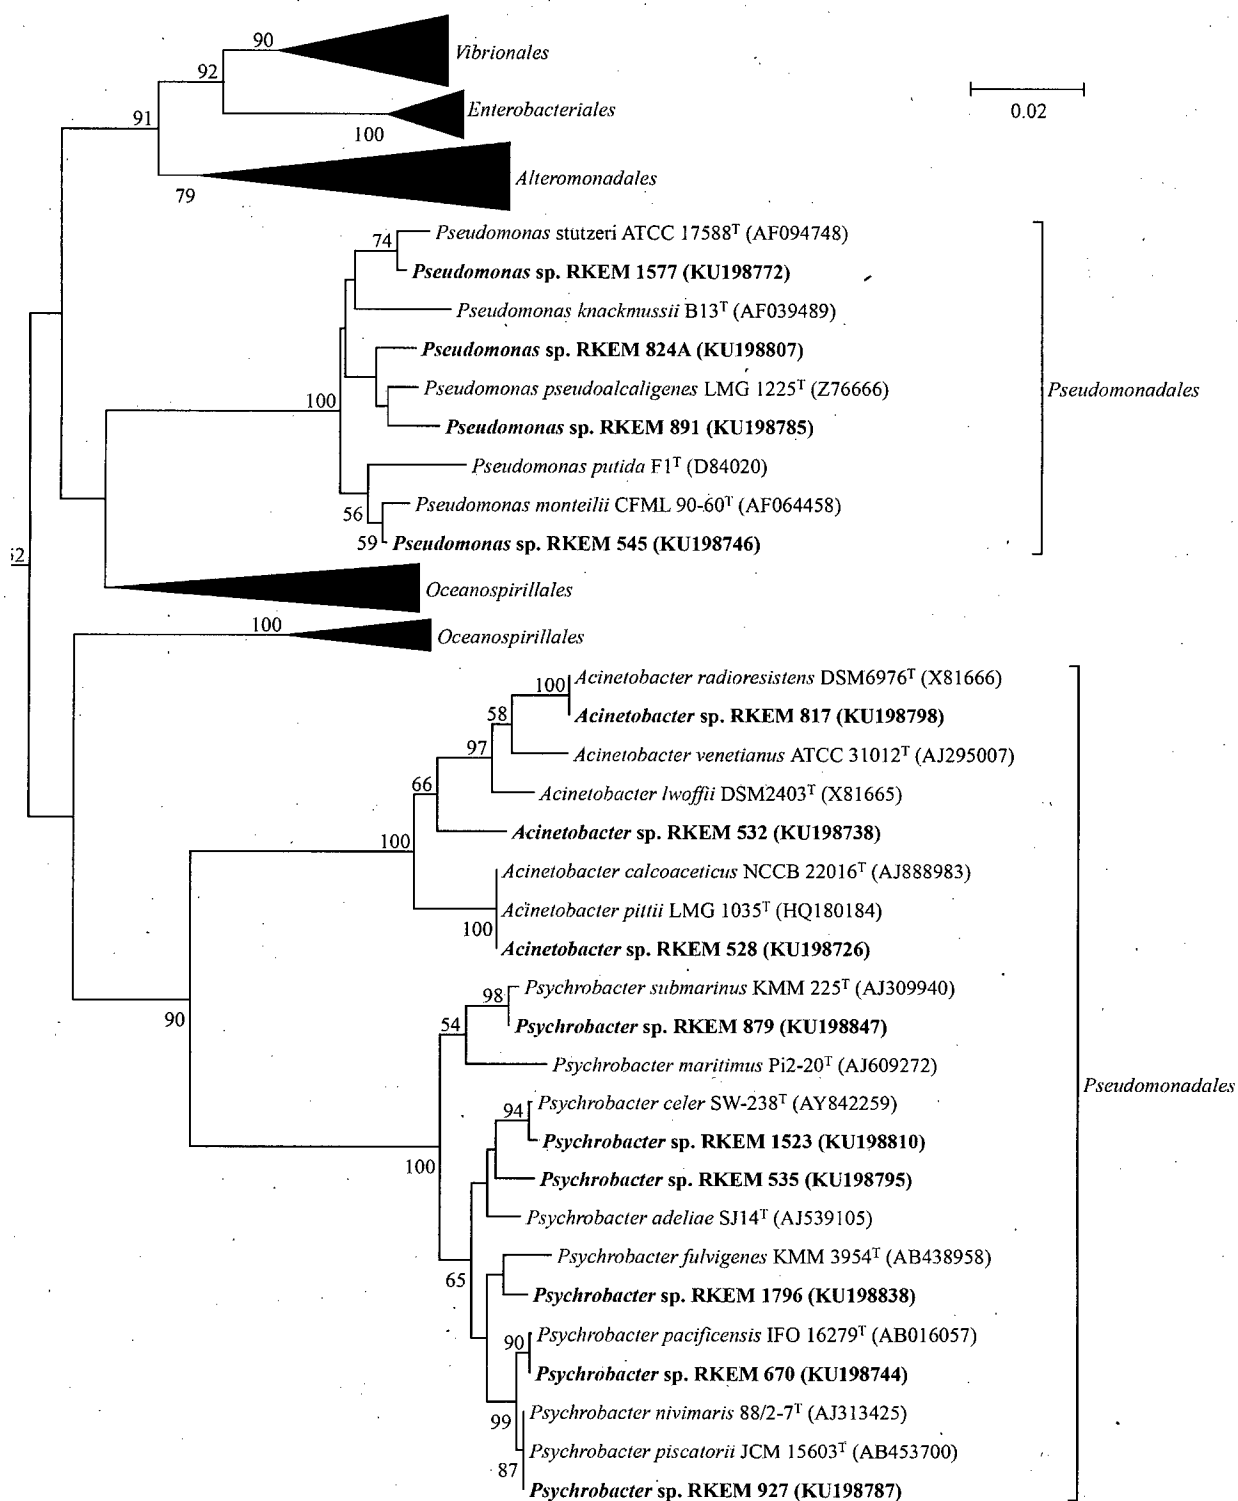 90
Vibrionales
92
Enterobacteriales
0.02
91
100
Alteromonadales
79
Pseudomonas stutzeri ATCC 17588ᵀ (AF094748)
74
Pseudomonas sp. RKEM 1577 (KU198772)
Pseudomonas knackmussii B13ᵀ (AF039489)
Pseudomonas sp. RKEM 824A (KU198807)
Pseudomonas pseudoalcaligenes LMG 1225ᵀ (Z76666)
Pseudomonadales
100
Pseudomonas sp. RKEM 891 (KU198785)
Pseudomonas putida F1ᵀ (D84020)
Pseudomonas monteilii CFML 90-60ᵀ (AF064458)
56
59
Pseudomonas sp. RKEM 545 (KU198746)
Oceanospirillales
100
Oceanospirillales
Acinetobacter radioresistens DSM6976ᵀ (X81666)
100
Acinetobacter sp. RKEM 817 (KU198798)
58
97
Acinetobacter venetianus ATCC 31012ᵀ (AJ295007)
66
Acinetobacter lwoffii DSM2403ᵀ (X81665)
Acinetobacter sp. RKEM 532 (KU198738)
100
Acinetobacter calcoaceticus NCCB 22016ᵀ (AJ888983)
Acinetobacter pittii LMG 1035ᵀ (HQ180184)
100
Acinetobacter sp. RKEM 528 (KU198726)
Psychrobacter submarinus KMM 225ᵀ (AJ309940)
98
90
54
Psychrobacter sp. RKEM 879 (KU198847)
Psychrobacter maritimus Pi2-20ᵀ (AJ609272)
Pseudomonadales
Psychrobacter celer SW-238ᵀ (AY842259)
94
Psychrobacter sp. RKEM 1523 (KU198810)
100
Psychrobacter sp. RKEM 535 (KU198795)
Psychrobacter adeliae SJ14ᵀ (AJ539105)
Psychrobacter fulvigenes KMM 3954ᵀ (AB438958)
65
Psychrobacter sp. RKEM 1796 (KU198838)
Psychrobacter pacificensis IFO 16279ᵀ (AB016057)
90
Psychrobacter sp. RKEM 670 (KU198744)
Psychrobacter nivimaris 88/2-7ᵀ (AJ313425)
99
Psychrobacter piscatorii JCM 15603ᵀ (AB453700)
87
Psychrobacter sp. RKEM 927 (KU198787)